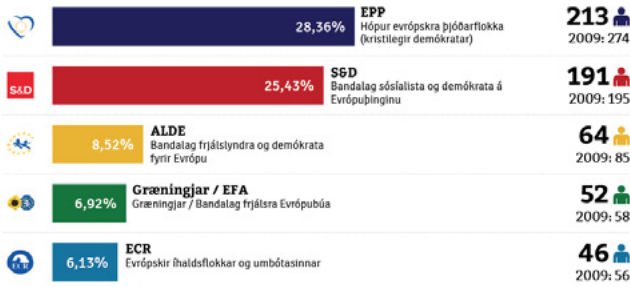 28,36%
EPP
Hópur evrópskra þjóðarflokka
(kristilegir demókratar)
213
2009: 274
S&D
25,43%
S&D
Bandalag sósíalista og demókrata á
Evrópuþinginu
191
2009: 195
8,52%
ALDE
Bandalag frjálslyndra og demókrata
fyrir Evrópu
64
2009: 85
6,92%
Græningjar / EFA
Græningjar / Bandalag frjálsra Evrópubúa
52
2009: 58
ECR
6,13%
ECR
Evrópskir íhaldsflokkar og umbótasinnar
46
2009: 56